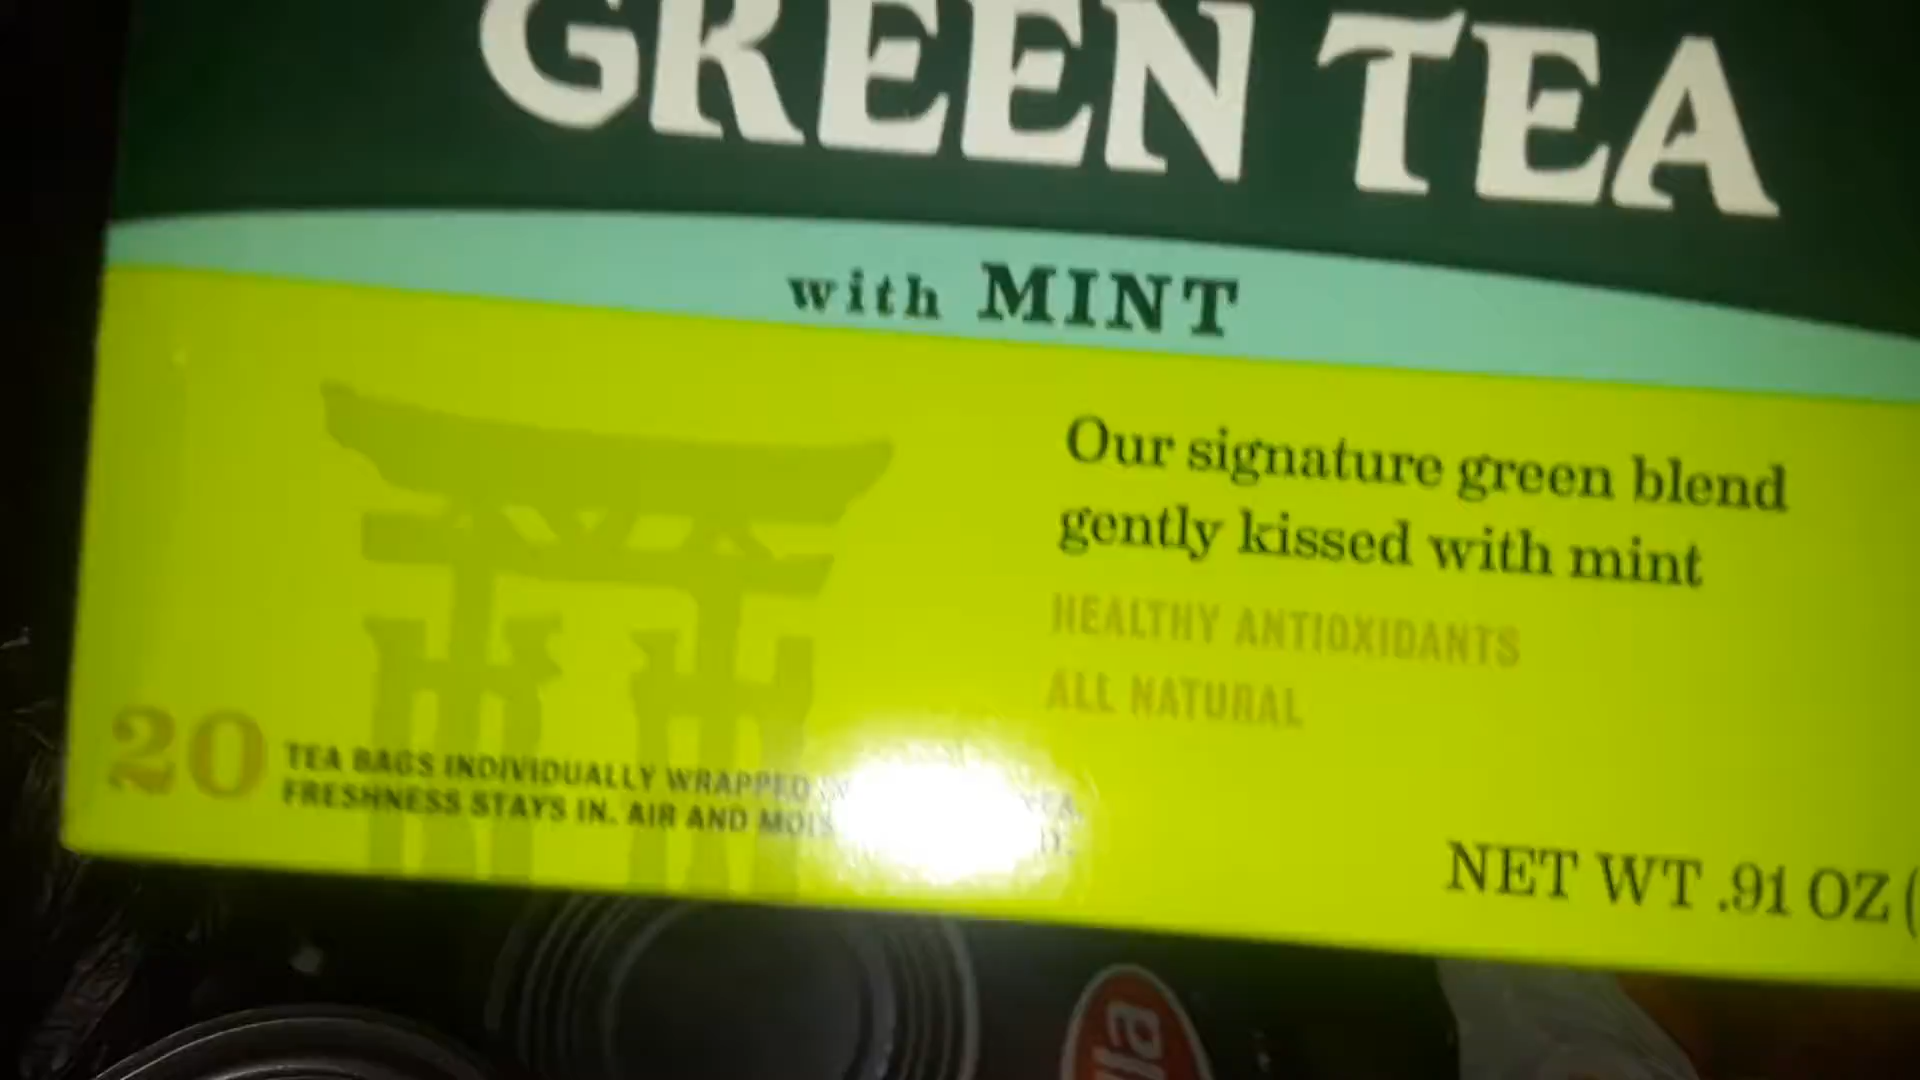 GREEN TEA
with MINT
Our signature green blend
gently kissed with mint
HEALTHY ANTIOXIDANTS
ALL NATURAL
20
TEA BAGS INDIVIDUALLY WRAPPED
FRESHNESS STAYS IN. AIR AND
NET WT .91 OZ (